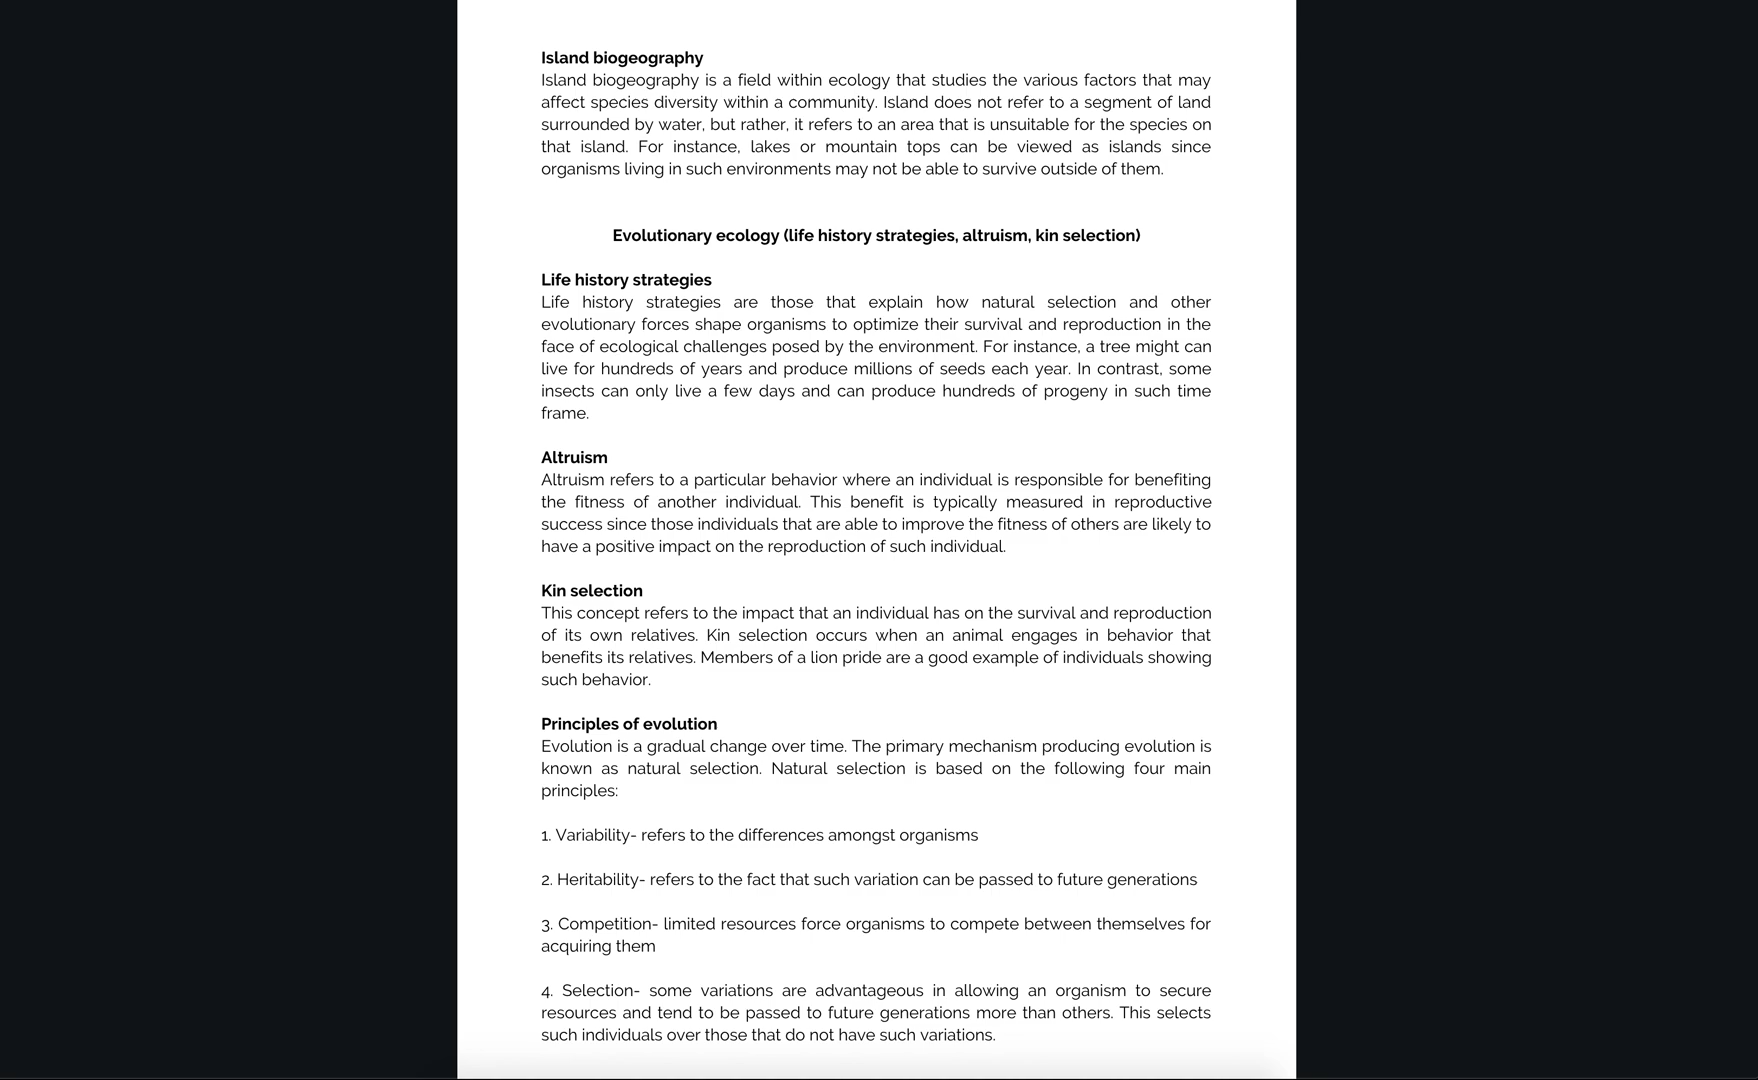 Island biogeography
Island biogeography is a field within ecology that studies the various factors that may
affect species diversity within a community. Island does not refer to a segment of land
surrounded by water, but rather, it refers to an area that is unsuitable for the species on
that island. For instance, lakes or mountain tops can be viewed as islands since
organisms living in such environments may not be able to survive outside of them.
Evolutionary ecology (life history strategies, altruism, kin selection)
Life history strategies
Life history strategies are those that explain how natural selection and other
evolutionary forces shape organisms to optimize their survival and reproduction in the
face of ecological challenges posed by the environment. For instance, a tree might can
live for hundreds of years and produce millions of seeds each year. In contrast, some
insects can only live a few days and can produce hundreds of progeny in such time
frame.
Altruism
Altruism refers to a particular behavior where an individual is responsible for benefiting
the fitness of another individual. This benefit is typically measured in reproductive
success since those individuals that are able to improve the fitness of others are likely to
have a positive impact on the reproduction of such individual.
Kin selection
This concept refers to the impact that an individual has on the survival and reproduction
of its own relatives. Kin selection occurs when an animal engages in behavior that
benefits its relatives. Members of a lion pride are a good example of individuals showing
such behavior.
Principles of evolution
Evolution is a gradual change over time. The primary mechanism producing evolution is
known as natural selection. Natural selection is based on the following four main
principles:
1. Variability- refers to the differences amongst organisms
2. Heritability- refers to the fact that such variation can be passed to future generations
3. Competition- limited resources force organisms to compete between themselves for
acquiring them
4. Selection- some variations are advantageous in allowing an organism to secure
resources and tend to be passed to future generations more than others. This selects
such individuals over those that do not have such variations.